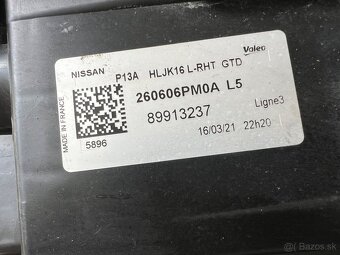 Valeo
NISSAN P13A HLJK16 L-RHT GTD
260606PM0A L5
89913237
Ligne3
5896
16/03/21 22h20
MADE IN FRANCE
Bazos.sk